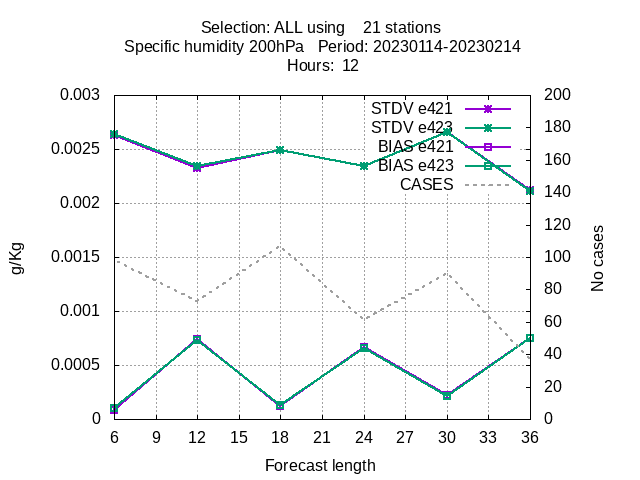 Selection: ALL using    21 stations
Specific humidity 200hPa   Period: 20230114-20230214
Hours:  12
STDV e421
STDV e423
BIAS e421
BIAS e423
CASES
0.003
0.0025
0.002
0.0015
0.001
0.0005
0
g/Kg
200
180
160
140
120
100
80
60
40
20
0
No cases
6 9 12 15 18 21 24 27 30 33 36
Forecast length